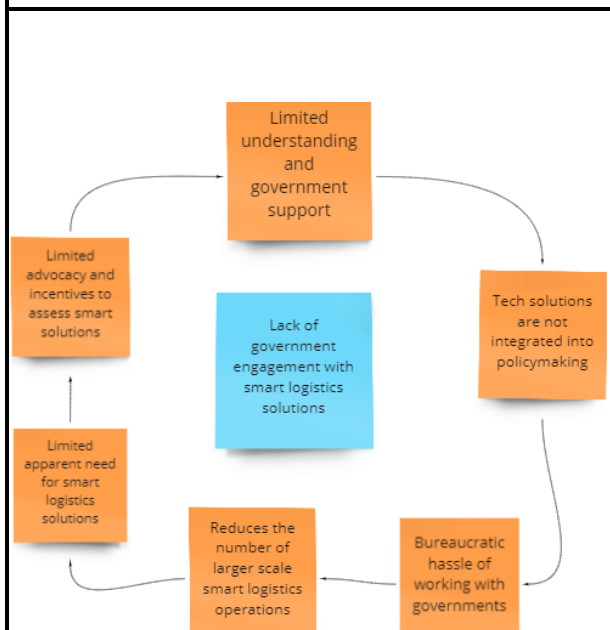 Limited
understanding
and
government
support
Tech solutions
are not
integrated into
policymaking
Bureaucratic
hassle of
working with
governments
Reduces the
number of
larger scale
smart logistics
operations
Limited
apparent need
for smart
logistics
solutions
Limited
advocacy and
incentives to
assess smart
solutions
Lack of
government
engagement with
smart logistics
solutions